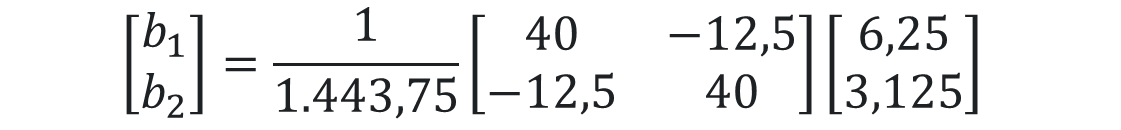 [b₁ b₂] = 1/1.443,75 [40 −12,5 −12,5 40] [6,25 3,125]